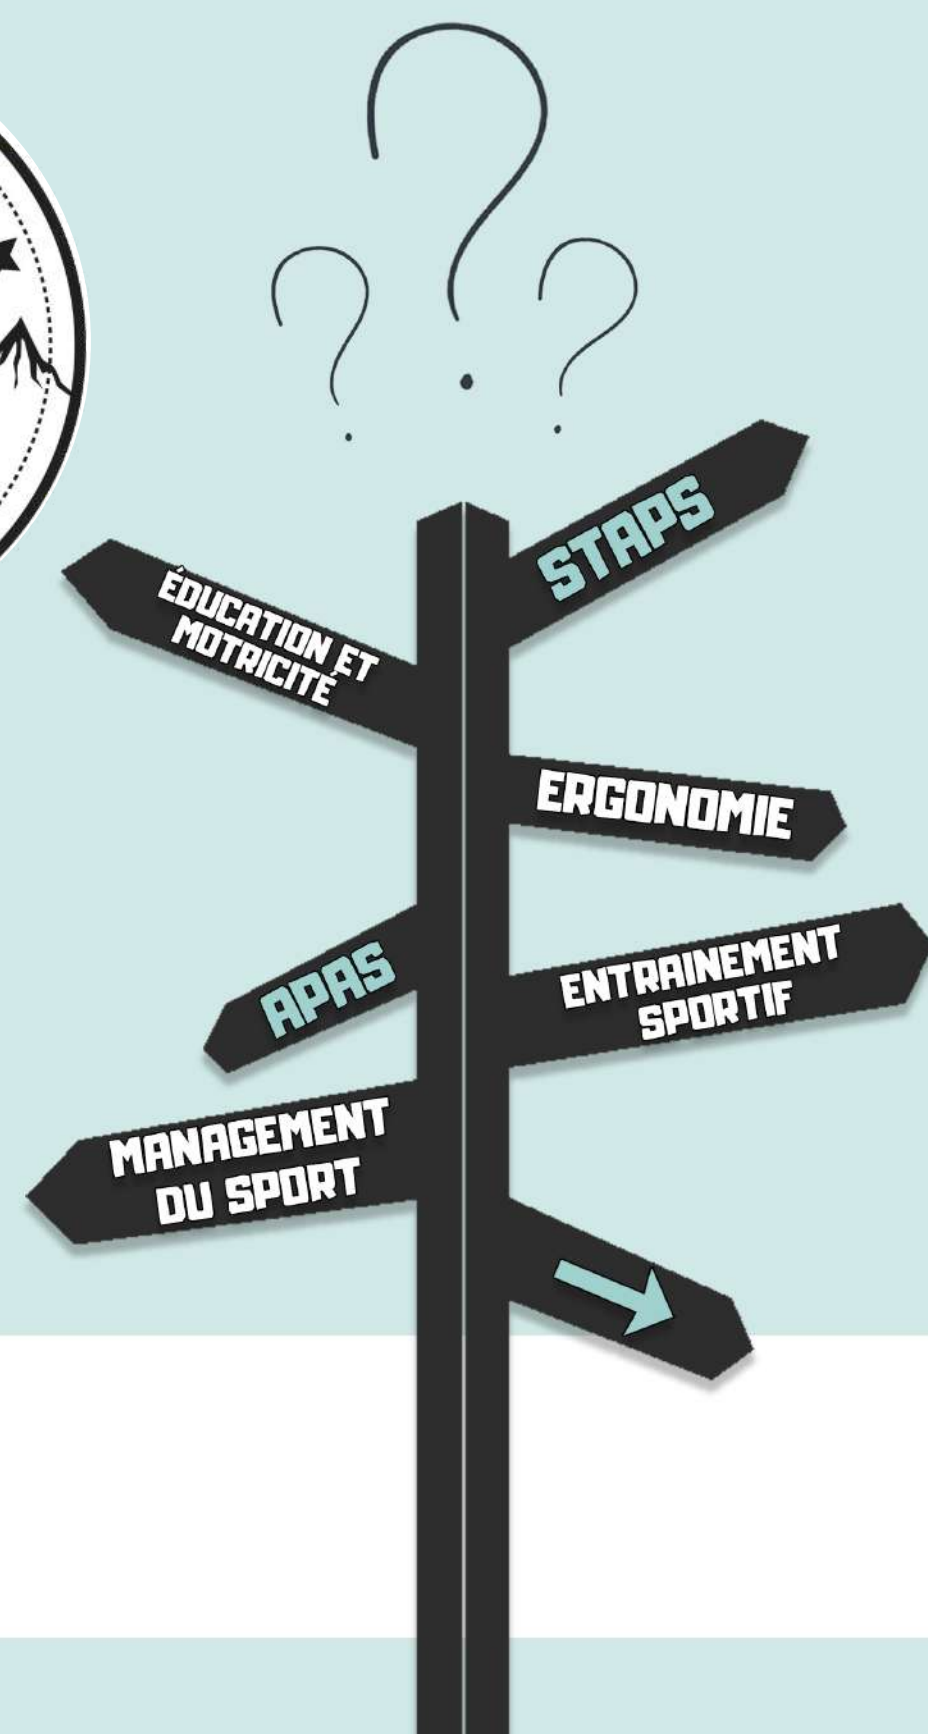 ? ? ?
STAPS
ÉDUCATION ET
MOTRICITÉ
ERGONOMIE
APAS
ENTRAINEMENT
SPORTIF
MANAGEMENT
DU SPORT